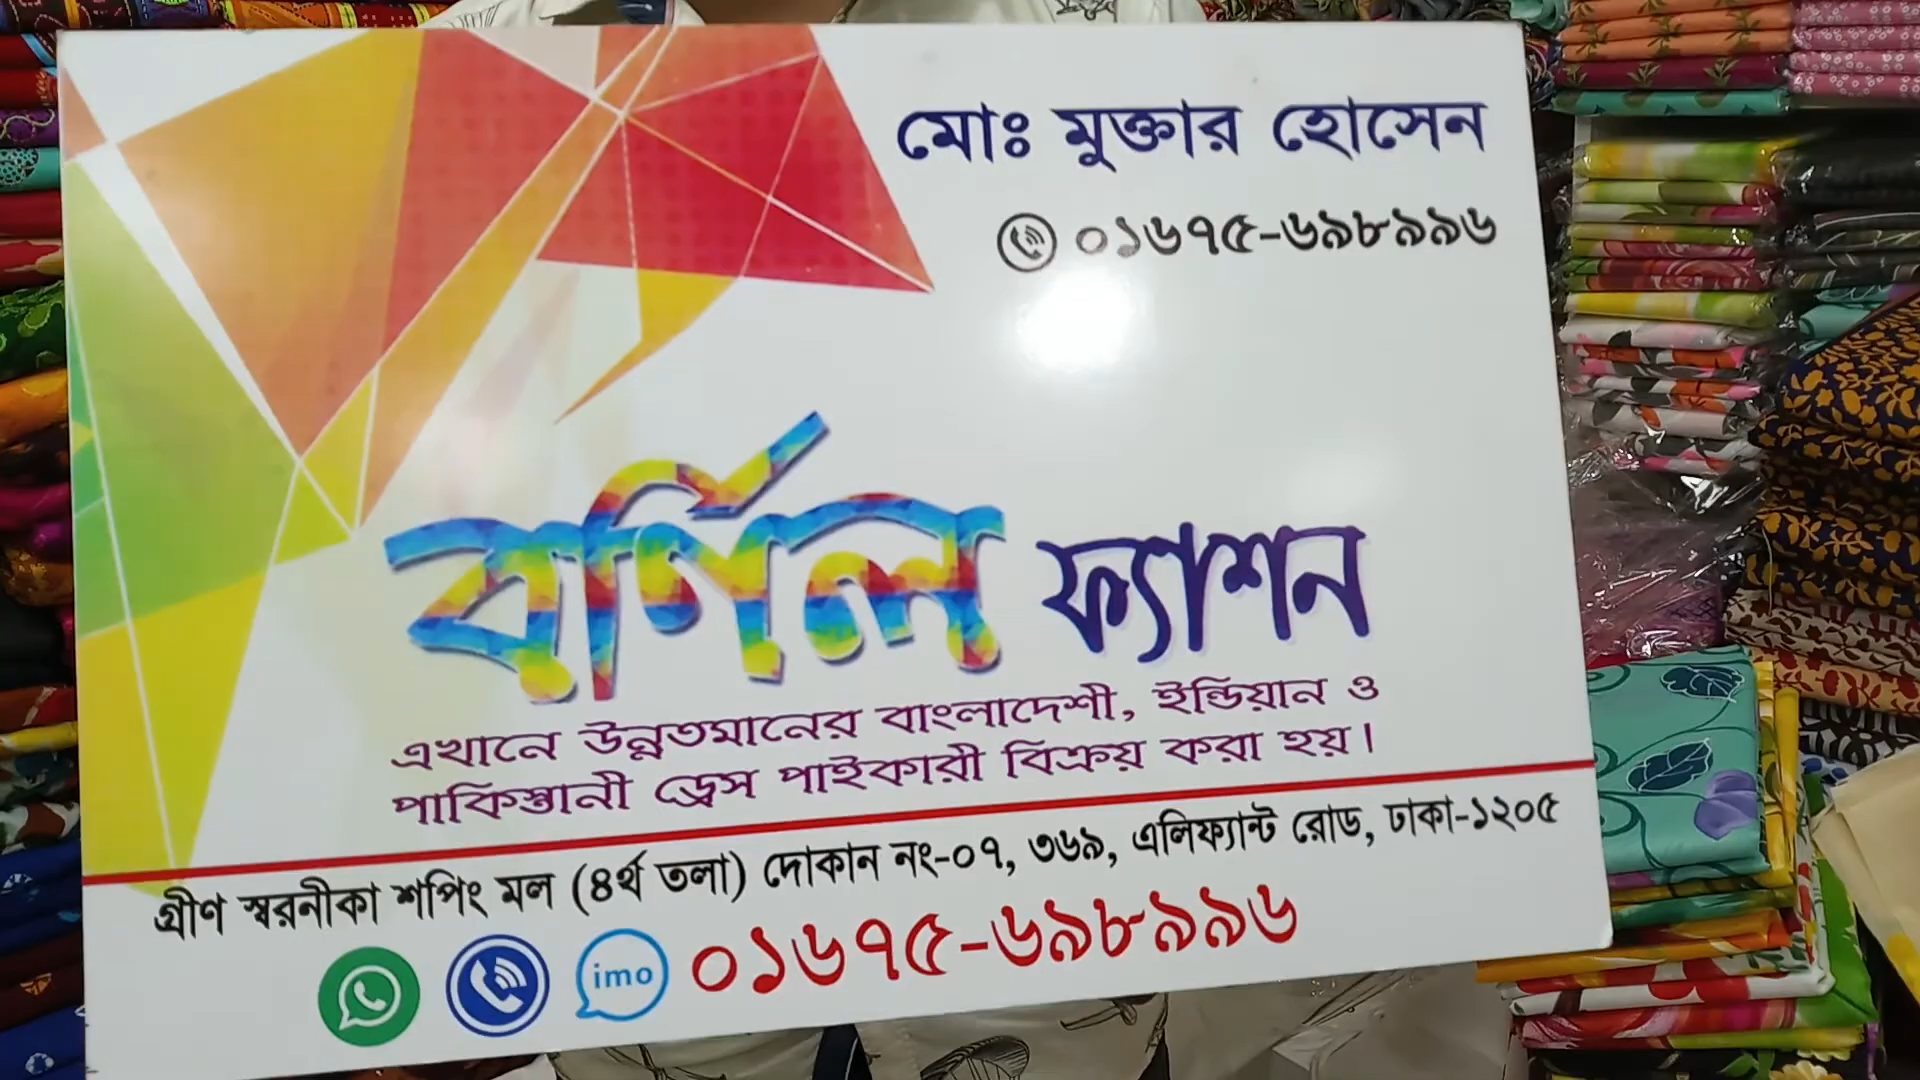 মোঃ মুক্তার হোসেন
০১৬৭৫-৬৯৮৯৯৬
বর্ণিল ফ্যাশন
এখানে উন্নতমানের বাংলাদেশী, ইন্ডিয়ান ও
পাকিস্তানী ড্রেস পাইকারী বিক্রয় করা হয়।
গ্রীণ স্বরনীকা শপিং মল (৪র্থ তলা) দোকান নং-০৭, ৩৬৯, এলিফ্যান্ট রোড, ঢাকা-১২০৫
imo ০১৬৭৫-৬৯৮৯৯৬